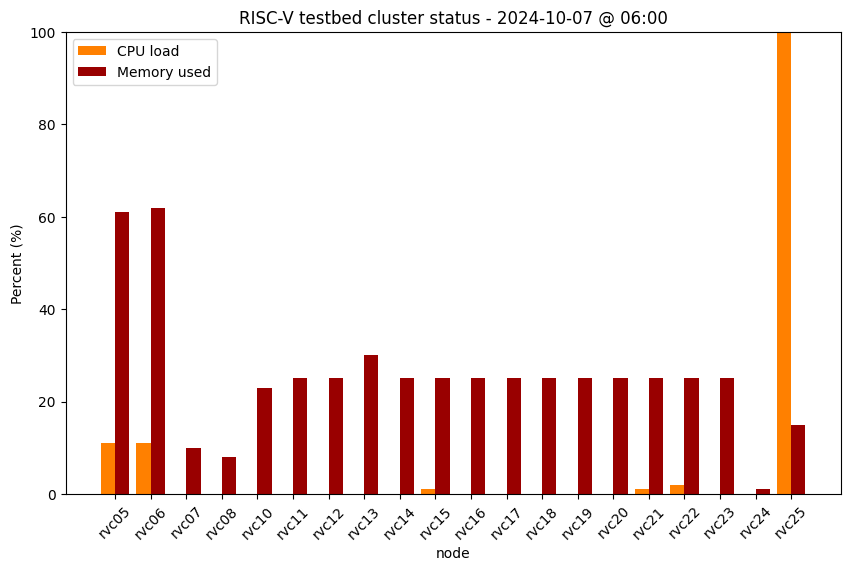 RISC-V testbed cluster status - 2024-10-07 @ 06:00
CPU load
Memory used
Percent (%)
100
80
60
40
20
0
rvc05
rvc06
rvc07
rvc08
rvc10
rvc11
rvc12
rvc13
rvc14
rvc15
rvc16
rvc17
rvc18
rvc19
rvc20
rvc21
rvc22
rvc23
rvc24
rvc25
node